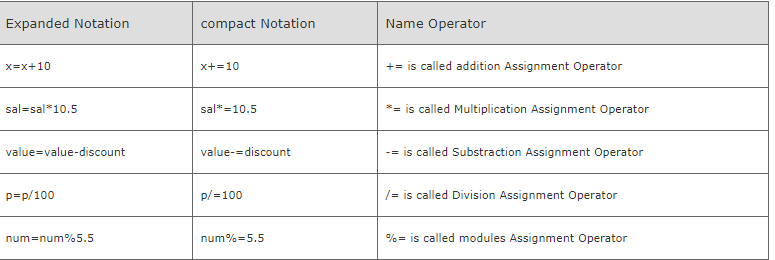 Expanded Notation compact Notation Name Operator
x=x+10 x+=10 += is called addition Assignment Operator
sal=sal*10.5 sal*=10.5 *= is called Multiplication Assignment Operator
value=value-discount value-=discount -= is called Substraction Assignment Operator
p=p/100 p/=100 /= is called Division Assignment Operator
num=num%5.5 num%=5.5 %= is called modules Assignment Operator